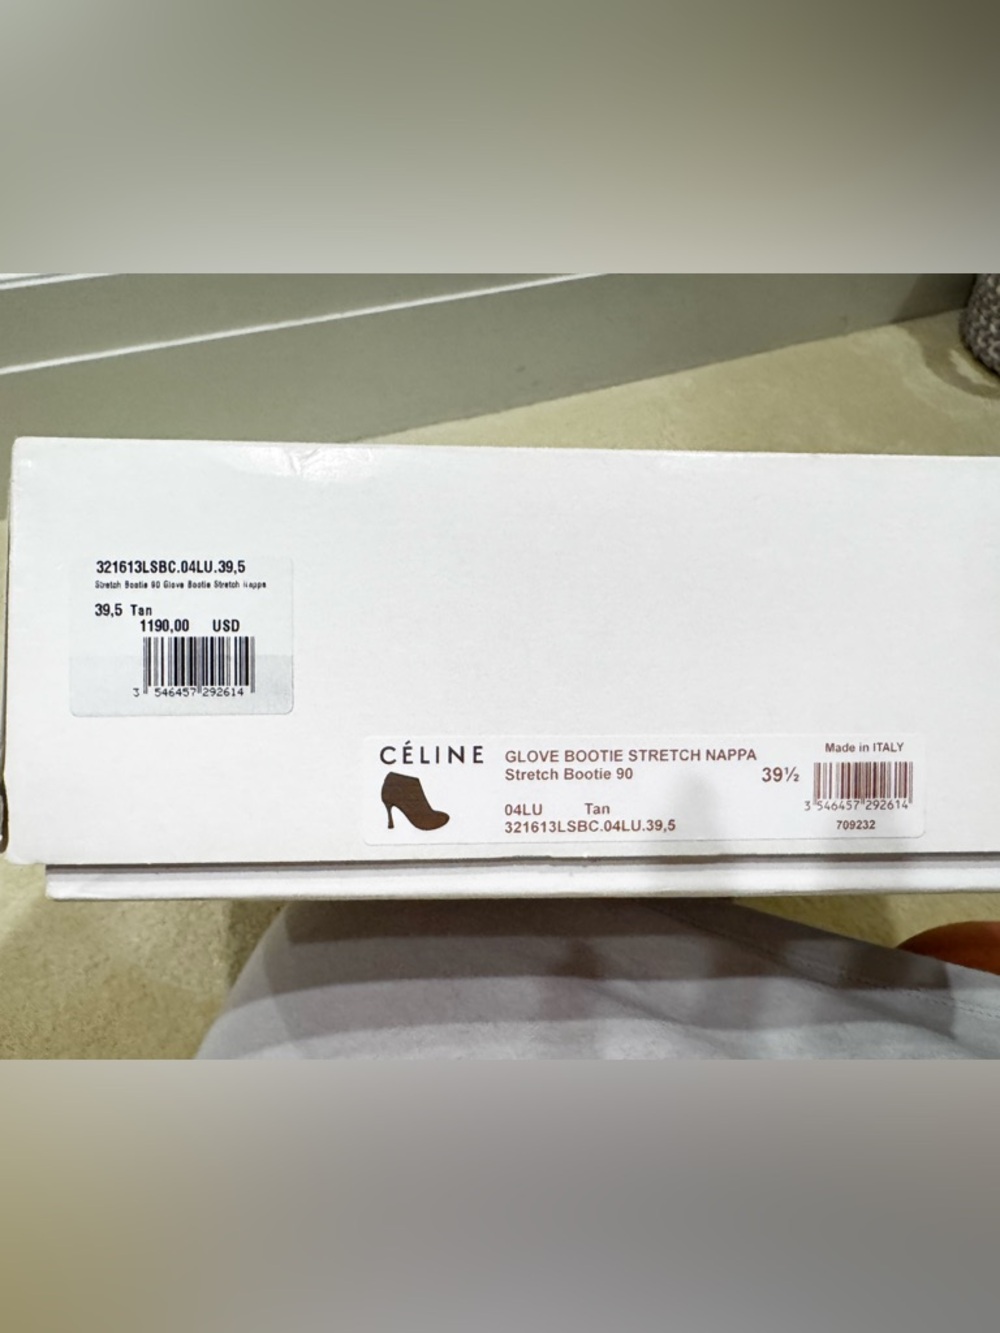 321613LSBC.04LU.39,5
Stretch Bootie 90 Glove Bootie Stretch Nappa
39,5 Tan
1190,00 USD
3 546457 292614
CÉLINE
GLOVE BOOTIE STRETCH NAPPA
Stretch Bootie 90
39½
04LU Tan
321613LSBC.04LU.39,5
Made in ITALY
3 546457 292614
709232